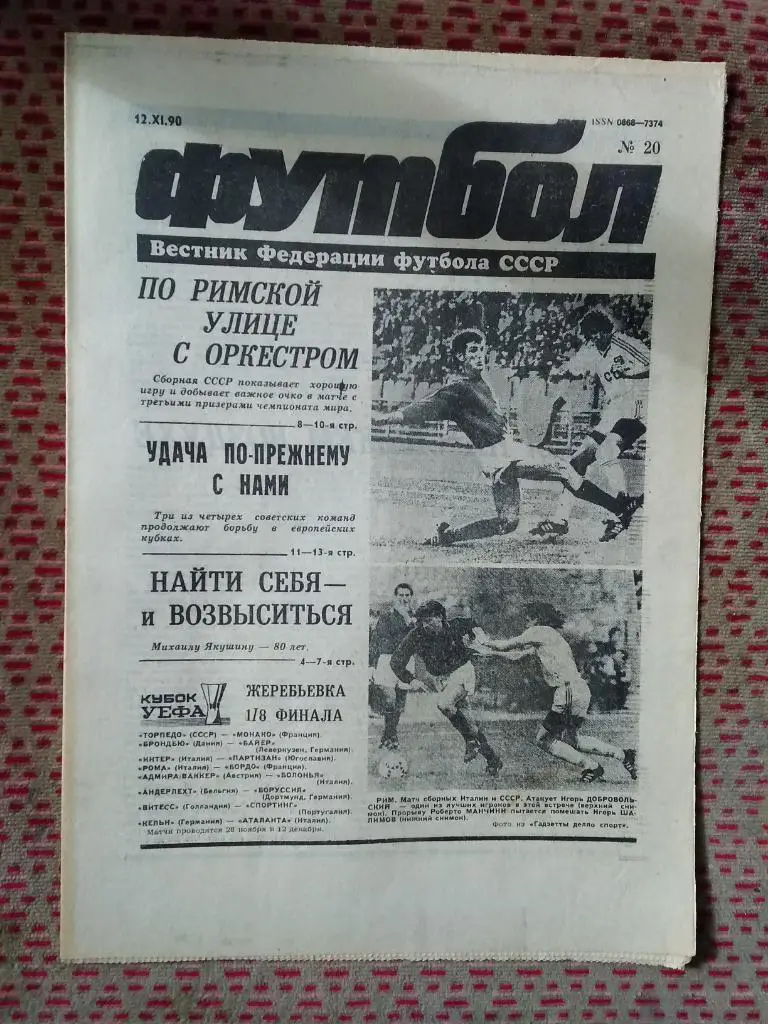 12.XI.90
ISSN 0868—7374
№ 20
ФУТБОЛ
Вестник Федерации футбола СССР
ПО РИМСКОЙ
УЛИЦЕ
С ОРКЕСТРОМ
Сборная СССР показывает хорошую
игру и добывает важное очко в матче с
третьими призерами чемпионата мира.
8—10-я стр.
УДАЧА ПО-ПРЕЖНЕМУ
С НАМИ
Три из четырех советских команд
продолжают борьбу в европейских
кубках.
11—13-я стр.
НАЙТИ СЕБЯ—
и ВОЗВЫСИТЬСЯ
Михаилу Якушину — 80 лет.
4—7-я стр.
КУБОК
УЕФА
ЖЕРЕБЬЕВКА
1/8 ФИНАЛА
«ТОРПЕДО» (СССР) — «МОНАКО» (Франция).
«БРОНДБЮ» (Дания) — «БАЙЕР»
(Леверкузен, Германия).
«ИНТЕР» (Италия) — «ПАРТИЗАН» (Югославия).
«РОМА» (Италия) — «БОРДО» (Франция).
«АДМИРА-ВАККЕР» (Австрия) — «БОЛОНЬЯ»
(Италия).
«АНДЕРЛЕХТ» (Бельгия) — «БОРУССИЯ»
(Дортмунд, Германия).
«ВИТЕСС» (Голландия) — «СПОРТИНГ»
(Португалия).
«КЕЛЬН» (Германия) — «АТАЛАНТА» (Италия).
Матчи проводятся 28 ноября и 12 декабря.
СССР
РИМ. Матч сборных Италии и СССР. Атакует Игорь ДОБРОВОЛЬ-
СКИЙ — один из лучших игроков в этой встрече (верхний сни-
мок). Прорыву Роберто МАНЧИНИ пытается помешать Игорь ША-
ЛИМОВ (нижний снимок).
Фото из «Гадзетты делло спорт».